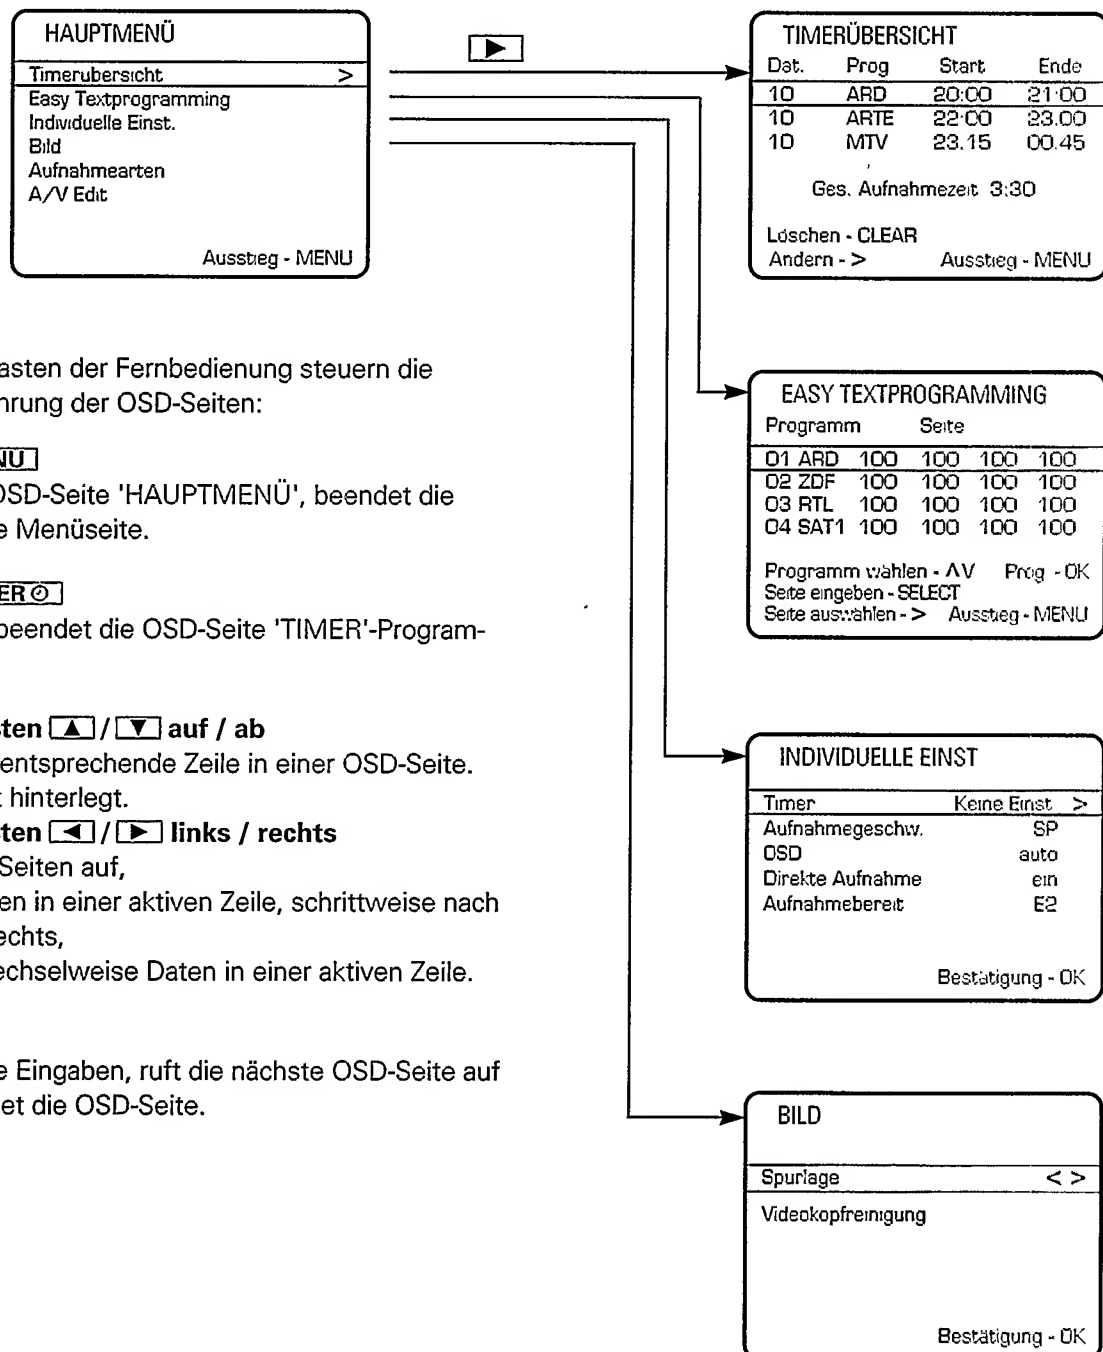 HAUPTMENÜ
Timerubersicht >
Easy Textprogramming
Individuelle Einst.
Bild
Aufnahmearten
A/V Edit
Ausstieg - MENU
▶
TIMERÜBERSICHT
Dat. Prog Start Ende
10 ARD 20:00 21:00
10 ARTE 22:00 23.00
10 MTV 23.15 00.45
Ges. Aufnahmezeit 3:30
Löschen - CLEAR
Andern - > Ausstieg - MENU
asten der Fernbedienung steuern die
hrung der OSD-Seiten:
NU
OSD-Seite 'HAUPTMENÜ', beendet die
e Menüseite.
ER
beendet die OSD-Seite 'TIMER'-Program-
sten ▲ / ▼ auf / ab
entsprechende Zeile in einer OSD-Seite.
t hinterlegt.
sten ◀ / ▶ links / rechts
Seiten auf,
en in einer aktiven Zeile, schrittweise nach
echts,
echselweise Daten in einer aktiven Zeile.
e Eingaben, ruft die nächste OSD-Seite auf
et die OSD-Seite.
EASY TEXTPROGRAMMING
Programm Seite
01 ARD 100 100 100 100
02 ZDF 100 100 100 100
03 RTL 100 100 100 100
04 SAT1 100 100 100 100
Programm wahlen - ΛV Prog - OK
Seite eingeben - SELECT
Seite auswahlen - > Ausstieg - MENU
INDIVIDUELLE EINST
Timer Keine Einst >
Aufnahmegeschw. SP
OSD auto
Direkte Aufnahme ein
Aufnahmebereit E2
Bestätigung - OK
BILD
Spurlage < >
Videokopfreinigung
Bestätigung - OK